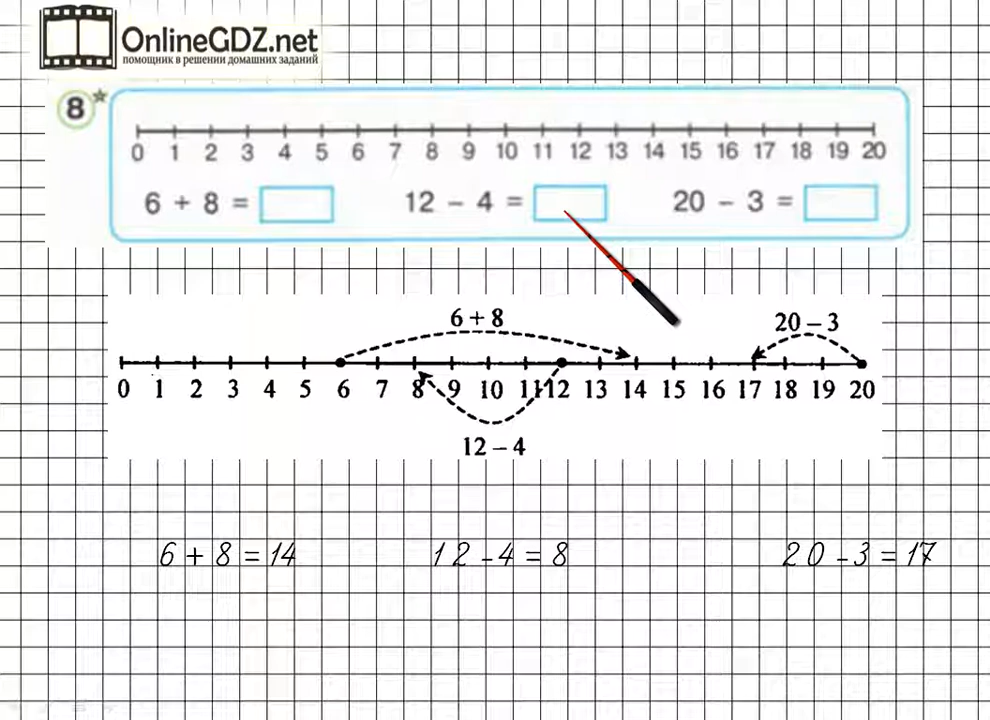 OnlineGDZ.net
помощник в решении домашних заданий
8*
0 1 2 3 4 5 6 7 8 9 10 11 12 13 14 15 16 17 18 19 20
6 + 8 =
12 - 4 =
20 - 3 =
6 + 8
20 – 3
0 1 2 3 4 5 6 7 8 9 10 11 12 13 14 15 16 17 18 19 20
12 – 4
6 + 8 = 14
12 - 4 = 8
20 - 3 = 17